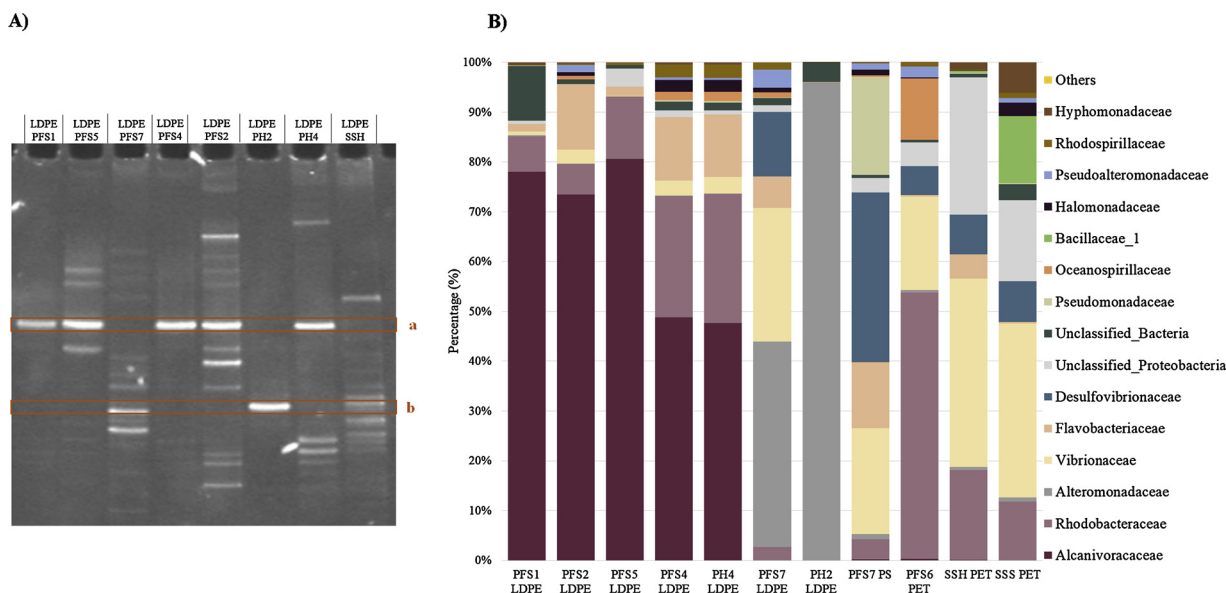 A)
B)
LDPE LDPE LDPE LDPE LDPE LDPE LDPE LDPE
PFS1 PFS5 PFS7 PFS4 PFS2 PH2 PH4 SSH
a
b
Percentage (%)
100%
90%
80%
70%
60%
50%
40%
30%
20%
10%
0%
PFS1 PFS2 PFS5 PFS4 PH4 PFS7 PH2 PFS7 PS PFS6 SSH PET SSS PET
LDPE LDPE LDPE LDPE LDPE LDPE LDPE PET
Others
Hyphomonadaceae
Rhodospirillaceae
Pseudoalteromonadaceae
Halomonadaceae
Bacillaceae_1
Oceanospirillaceae
Pseudomonadaceae
Unclassified_Bacteria
Unclassified_Proteobacteria
Desulfovibrionaceae
Flavobacteriaceae
Vibrionaceae
Alteromonadaceae
Rhodobacteraceae
Alcanivoracaceae